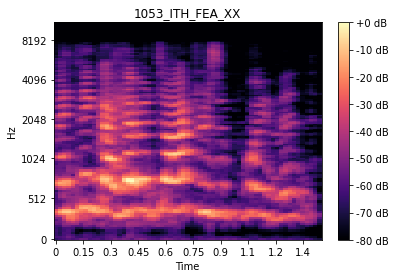 1053_ITH_FEA_XX
+0 dB
8192
-10 dB
4096
-20 dB
-30 dB
2048
Hz
-40 dB
1024
-50 dB
512
-60 dB
-70 dB
0
-80 dB
0 0.15 0.3 0.45 0.6 0.75 0.9 1.1 1.2 1.4
Time